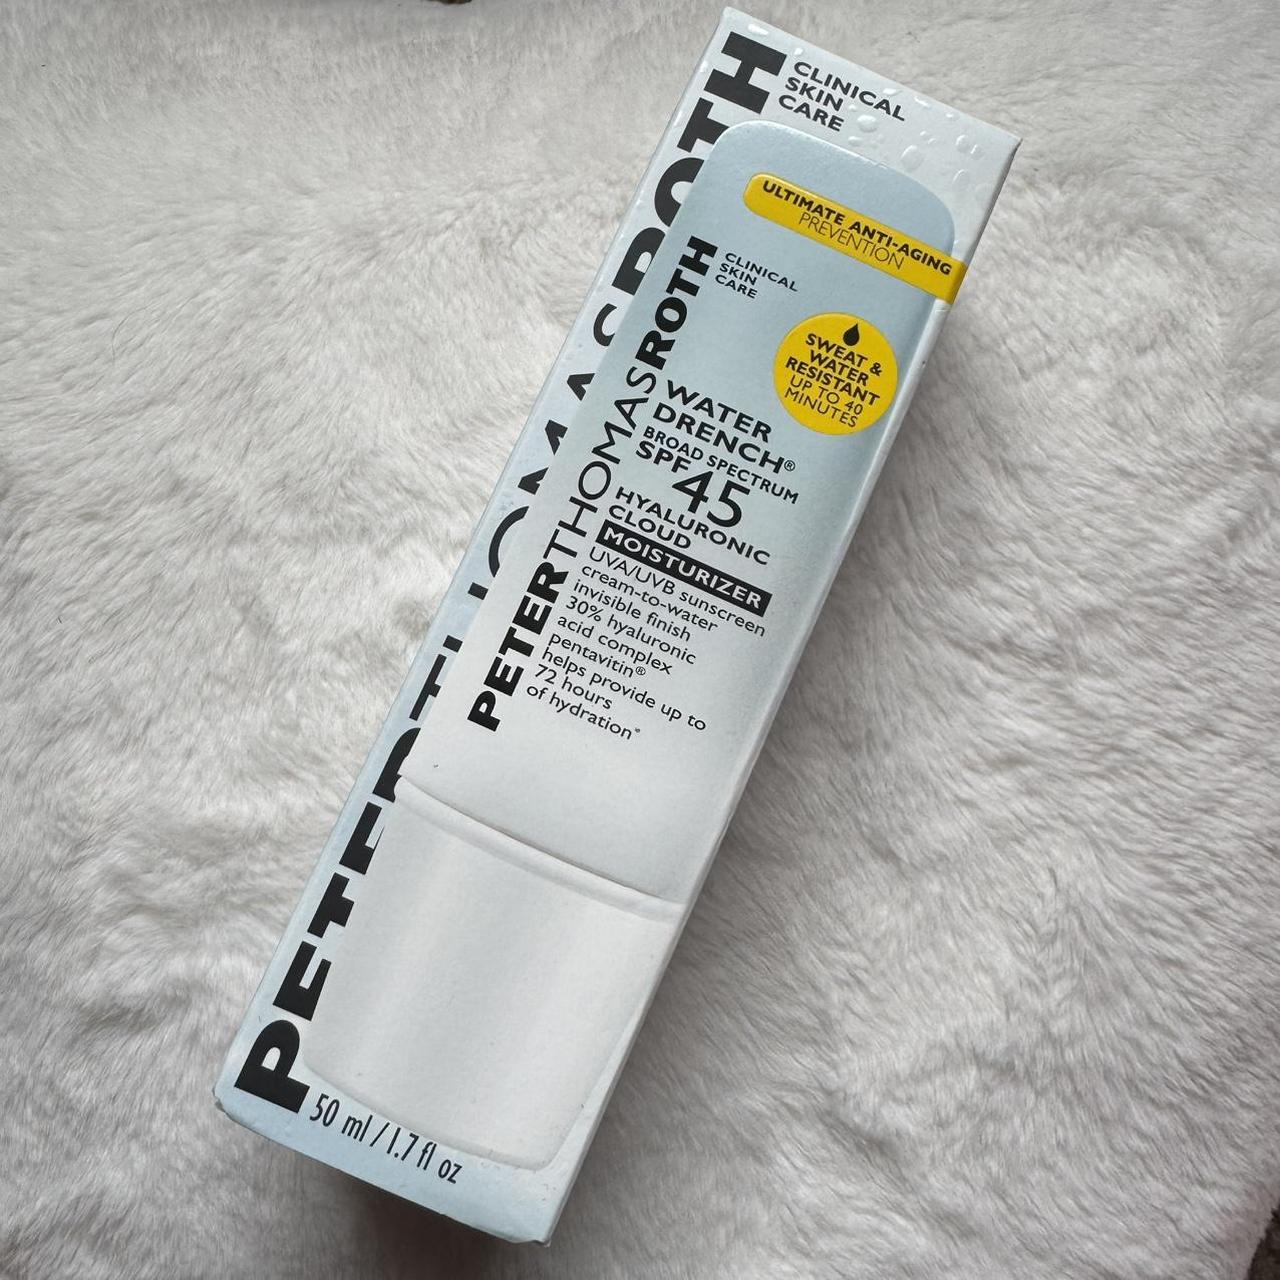 PETERTHOMASROTH
CLINICAL
SKIN
CARE
ULTIMATE ANTI-AGING
PREVENTION
PETERTHOMASROTH
CLINICAL
SKIN
CARE
SWEAT &
WATER
RESISTANT
UP TO 40
MINUTES
WATER
DRENCH®
BROAD SPECTRUM
SPF 45
HYALURONIC
CLOUD
MOISTURIZER
UVA/UVB sunscreen
cream-to-water
invisible finish
30% hyaluronic
acid complex
pentavitin®
helps provide up to
72 hours
of hydration*
50 ml / 1.7 fl oz